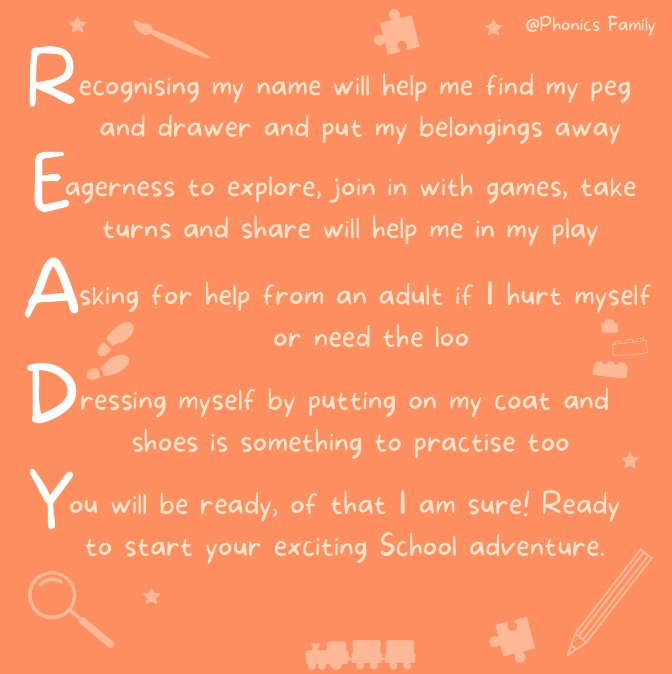 @Phonics Family
Recognising my name will help me find my peg
and drawer and put my belongings away
Eagerness to explore, join in with games, take
turns and share will help me in my play
Asking for help from an adult if I hurt myself
or need the loo
Dressing myself by putting on my coat and
shoes is something to practise too
You will be ready, of that I am sure! Ready
to start your exciting School adventure.